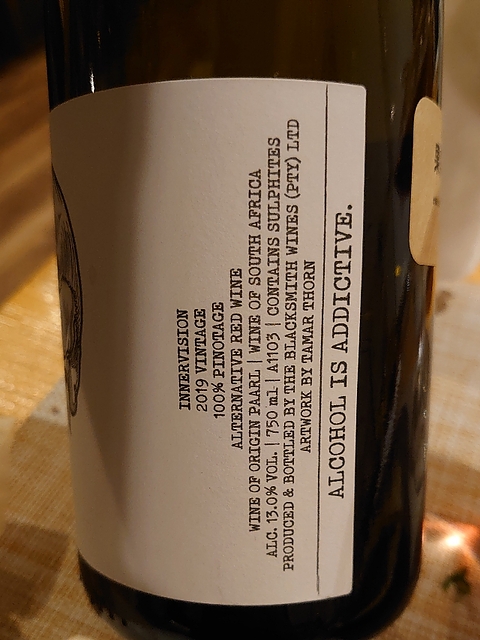 INNERVISION
2019 VINTAGE
100% PINOTAGE
ALTERNATIVE RED WINE
WINE OF ORIGIN PAARL | WINE OF SOUTH AFRICA
ALC. 13.0% VOL. | 750 ml | A1103 | CONTAINS SULPHITES
PRODUCED & BOTTLED BY THE BLACKSMITH WINES (PTY) LTD
ARTWORK BY TAMAR THORN
ALCOHOL IS ADDICTIVE.